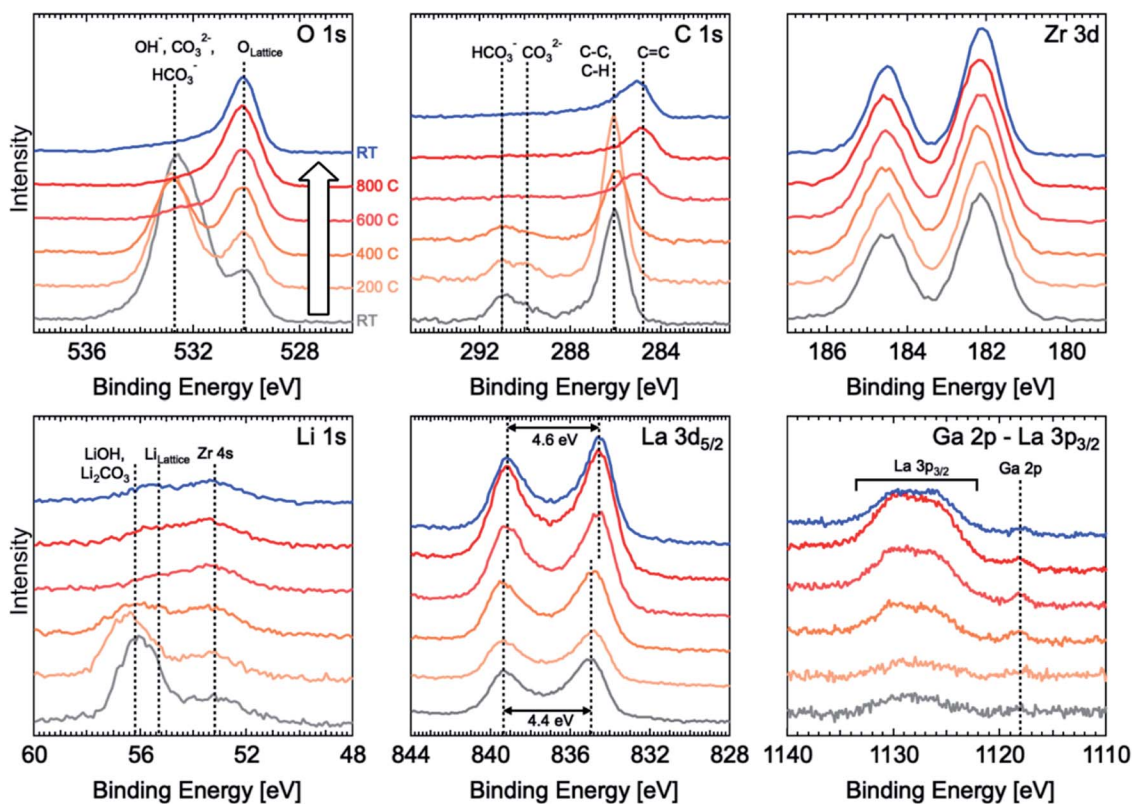 O 1s
OH⁻, CO₃²⁻,
HCO₃⁻
O_Lattice
RT
800 C
600 C
400 C
200 C
RT
Intensity
536 532 528
Binding Energy [eV]
C 1s
HCO₃⁻ CO₃²⁻
C-C,
C-H
C=C
292 288 284
Binding Energy [eV]
Zr 3d
186 184 182 180
Binding Energy [eV]
Li 1s
LiOH,
Li₂CO₃
Li_Lattice
Zr 4s
Intensity
60 56 52 48
Binding Energy [eV]
La 3d₅/₂
4.6 eV
4.4 eV
844 840 836 832 828
Binding Energy [eV]
Ga 2p - La 3p₃/₂
La 3p₃/₂
Ga 2p
1140 1130 1120 1110
Binding Energy [eV]